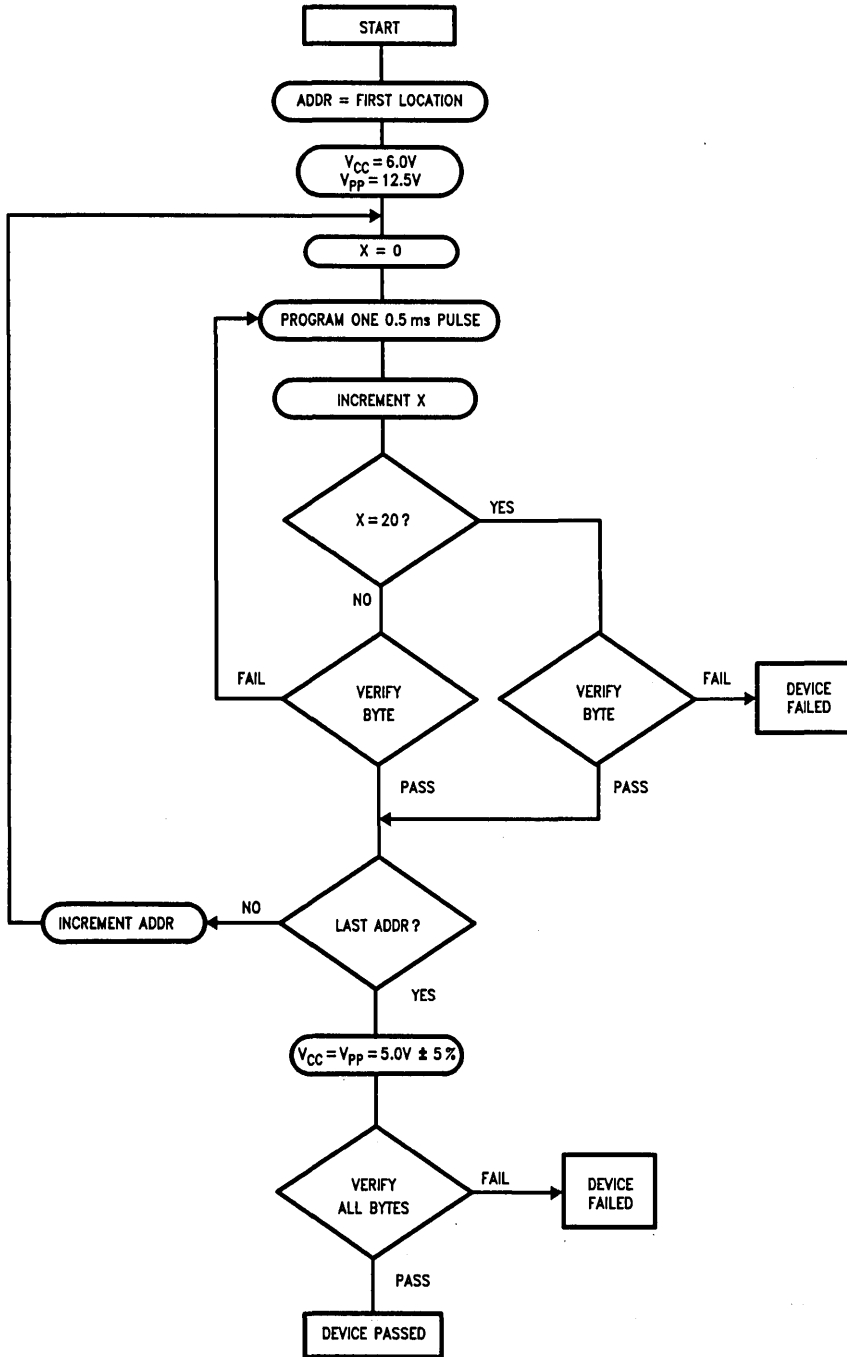 START
ADDR = FIRST LOCATION
VCC = 6.0V
VPP = 12.5V
X = 0
PROGRAM ONE 0.5 ms PULSE
INCREMENT X
X = 20 ?
YES
NO
FAIL
VERIFY
BYTE
VERIFY
BYTE
FAIL
DEVICE
FAILED
PASS
PASS
INCREMENT ADDR
NO
LAST ADDR ?
YES
VCC = VPP = 5.0V ± 5%
VERIFY
ALL BYTES
FAIL
DEVICE
FAILED
PASS
DEVICE PASSED